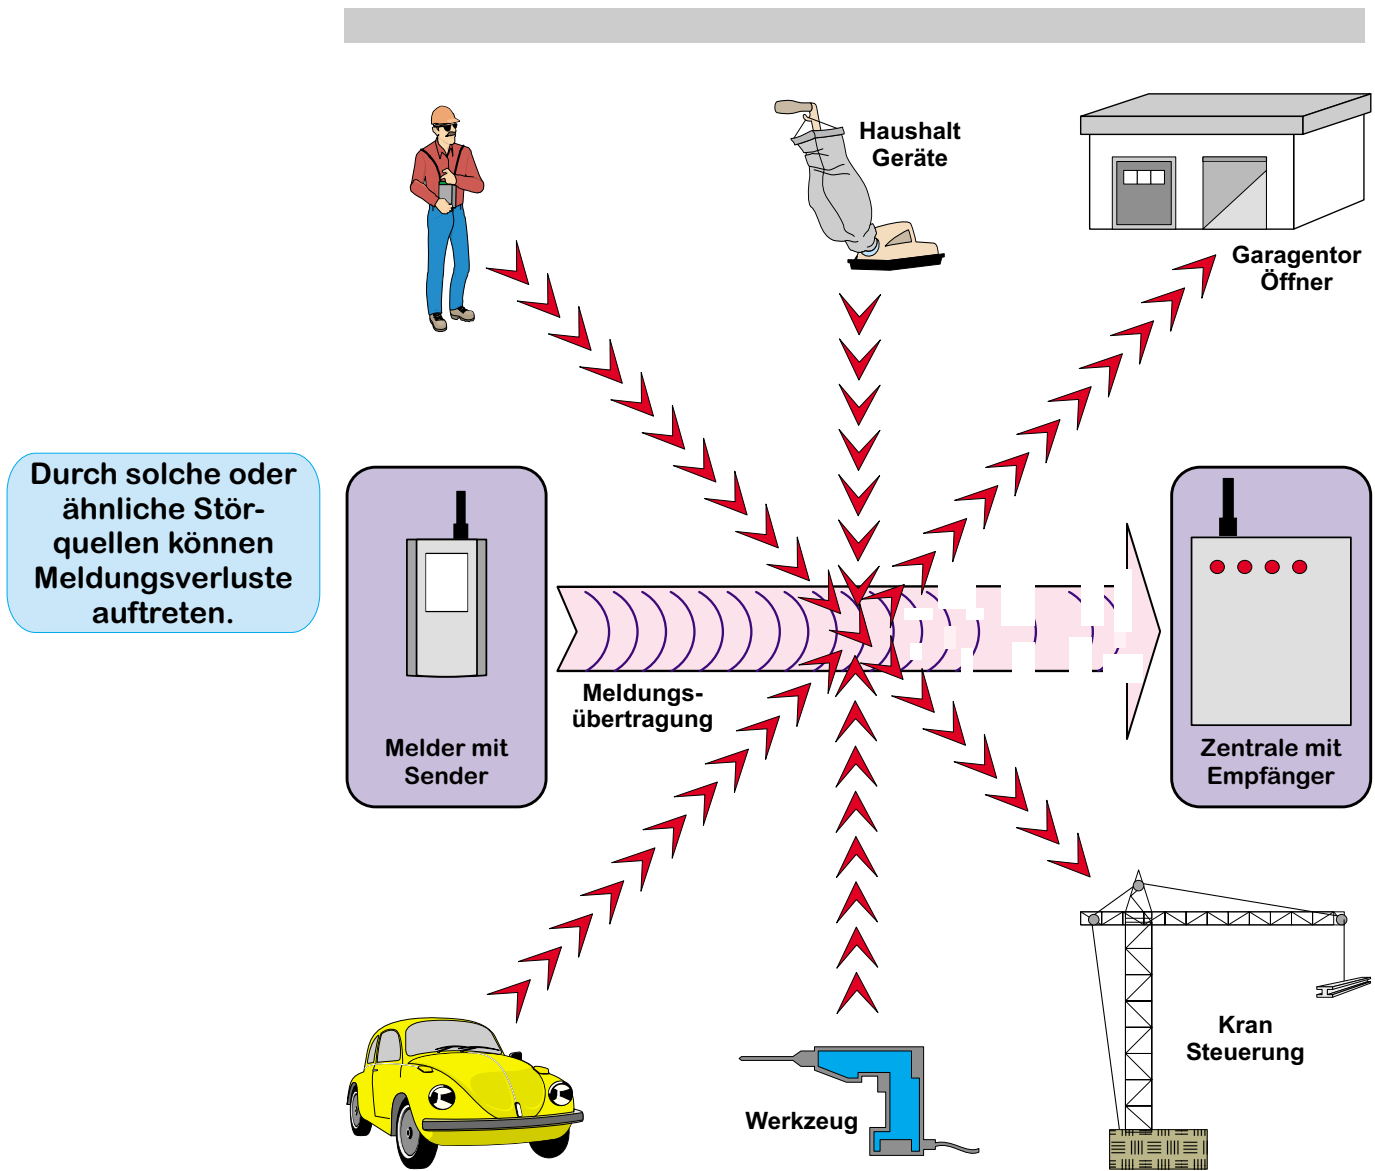 Haushalt
Geräte
Garagentor
Öffner
Durch solche oder
ähnliche Stör-
quellen können
Meldungsverluste
auftreten.
Meldungs-
übertragung
Melder mit
Sender
Zentrale mit
Empfänger
Kran
Steuerung
Werkzeug